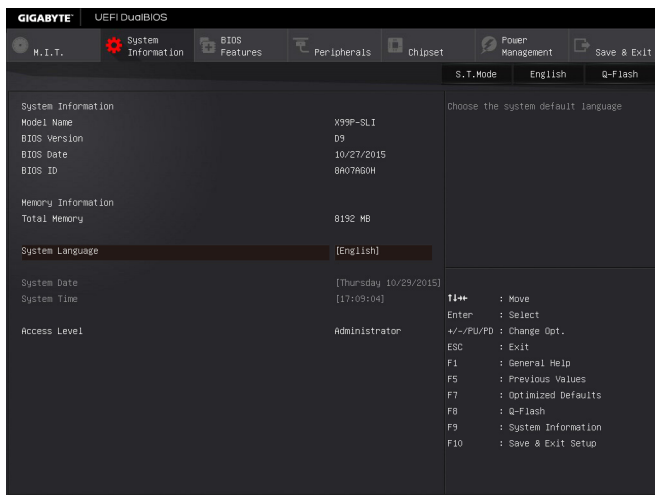 GIGABYTE™ UEFI DualBIOS
M.I.T. System Information BIOS Features Peripherals Chipset Power Management Save & Exit
S.T.Mode English Q-Flash
System Information
Model Name X99P-SLI
BIOS Version D9
BIOS Date 10/27/2015
BIOS ID 8A07AG0H
Memory Information
Total Memory 8192 MB
System Language [English]
System Date [Thursday 10/29/2015]
System Time [17:09:04]
Access Level Administrator
Choose the system default language
↑↓→← : Move
Enter : Select
+/-/PU/PD : Change Opt.
ESC : Exit
F1 : General Help
F5 : Previous Values
F7 : Optimized Defaults
F8 : Q-Flash
F9 : System Information
F10 : Save & Exit Setup